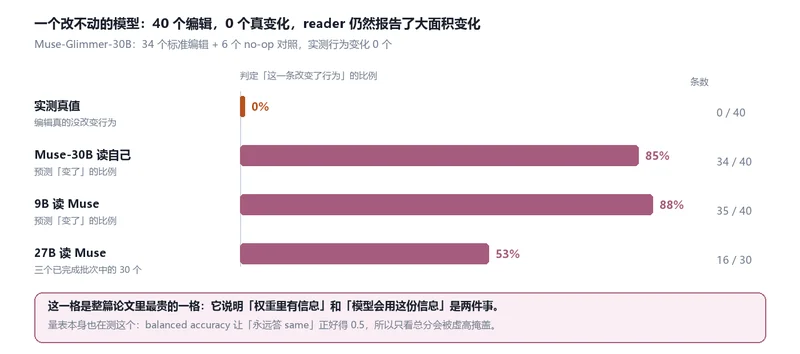 一个改不动的模型：40 个编辑，0 个真变化，reader 仍然报告了大面积变化
Muse-Glimmer-30B：34 个标准编辑 + 6 个 no-op 对照，实测行为变化 0 个
判定「这一条改变了行为」的比例
条数
实测真值
编辑真的没改变行为
0%
0 / 40
Muse-30B 读自己
预测「变了」的比例
85%
34 / 40
9B 读 Muse
预测「变了」的比例
88%
35 / 40
27B 读 Muse
三个已完成批次中的 30 个
53%
16 / 30
这一格是整篇论文里最贵的一格：它说明「权重里有信息」和「模型会用这份信息」是两件事。
量表本身也在测这个：balanced accuracy 让「永远答 same」正好得 0.5，所以只看总分会被虚高掩盖。